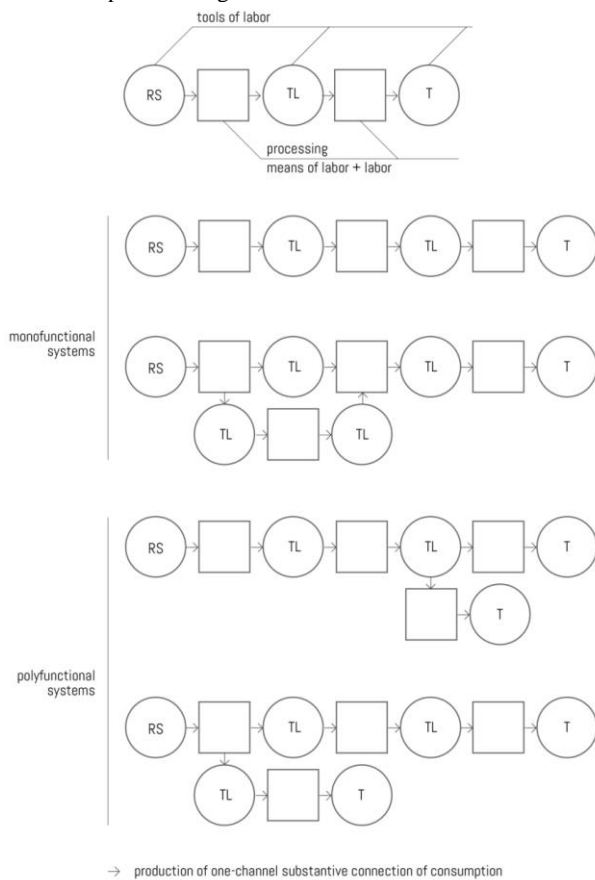 tools of labor
RS TL T
processing
means of labor + labor
RS TL TL T
monofunctional
systems
RS TL TL T
TL TL
RS TL TL T
T
polyfunctional
systems
RS TL TL T
TL T
production of one-channel substantive connection of consumption